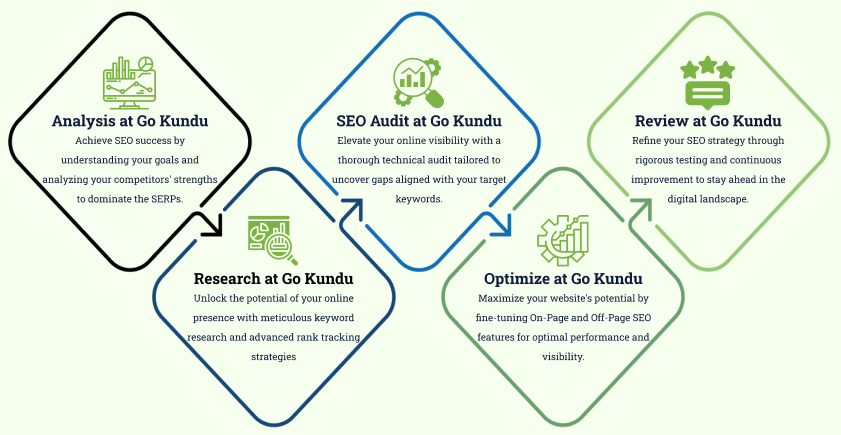 Analysis at Go Kundu
Achieve SEO success by
understanding your goals and
analyzing your competitors' strengths
to dominate the SERPs.
Research at Go Kundu
Unlock the potential of your online
presence with meticulous keyword
research and advanced rank tracking
strategies
SEO Audit at Go Kundu
Elevate your online visibility with a
thorough technical audit tailored to
uncover gaps aligned with your target
keywords.
Optimize at Go Kundu
Maximize your website's potential by
fine-tuning On-Page and Off-Page SEO
features for optimal performance and
visibility.
Review at Go Kundu
Refine your SEO strategy through
rigorous testing and continuous
improvement to stay ahead in the
digital landscape.